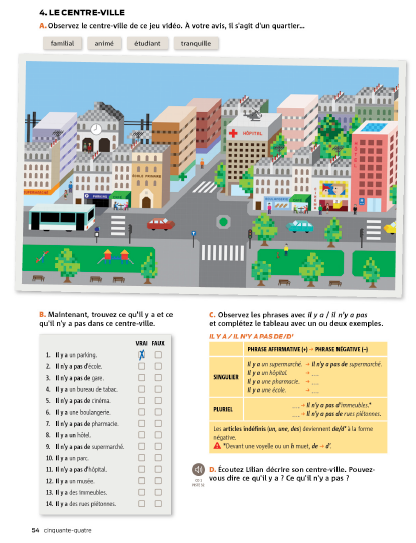 4. LE CENTRE-VILLE
A. Observez le centre-ville de ce jeu vidéo. À votre avis, il s'agit d'un quartier...
familial
animé
étudiant
tranquille
HÔPITAL
B. Maintenant, trouvez ce qu'il y a et ce
qu'il n'y a pas dans ce centre-ville.
VRAI FAUX
1. Il y a un parking. X
2. Il n'y a pas d'école.
3. Il n'y a pas de gare.
4. Il y a un bureau de tabac.
5. Il n'y a pas de cinéma.
6. Il y a une boulangerie.
7. Il n'y a pas de pharmacie.
8. Il y a un hôtel.
9. Il n'y a pas de supermarché.
10. Il y a un parc.
11. Il n'y a pas d'hôpital.
12. Il y a un musée.
13. Il y a des immeubles.
14. Il y a des rues piétonnes.
C. Observez les phrases avec il y a / il n'y a pas
et complétez le tableau avec un ou deux exemples.
IL Y A / IL N'Y A PAS DE/D'
PHRASE AFFIRMATIVE (+) → PHRASE NÉGATIVE (–)
SINGULIER
Il y a un supermarché. → Il n'y a pas de supermarché.
Il y a un hôpital. → ...
Il y a une pharmacie. → ...
Il y a une école. → ...
PLURIEL
... → Il n'y a pas d'immeubles.*
... → Il n'y a pas de rues piétonnes.
Les articles indéfinis (un, une, des) deviennent de/d* à la forme
négative.
*Devant une voyelle ou un h muet, de → d'.
D. Écoutez Lilian décrire son centre-ville. Pouvez-
vous dire ce qu'il y a ? Ce qu'il n'y a pas ?
54 cinquante-quatre